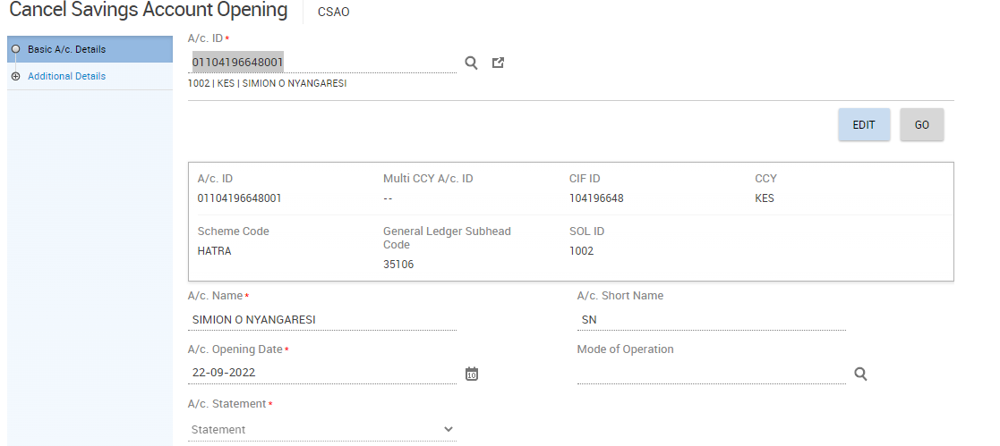 Cancel Savings Account Opening CSAO
Basic A/c. Details
Additional Details
A/c. ID *
01104196648001
1002 | KES | SIMION O NYANGARESI
EDIT GO
A/c. ID Multi CCY A/c. ID CIF ID CCY
01104196648001 -- 104196648 KES
Scheme Code General Ledger Subhead Code SOL ID
HATRA 35106 1002
A/c. Name * A/c. Short Name
SIMION O NYANGARESI SN
A/c. Opening Date * Mode of Operation
22-09-2022 10
A/c. Statement *
Statement